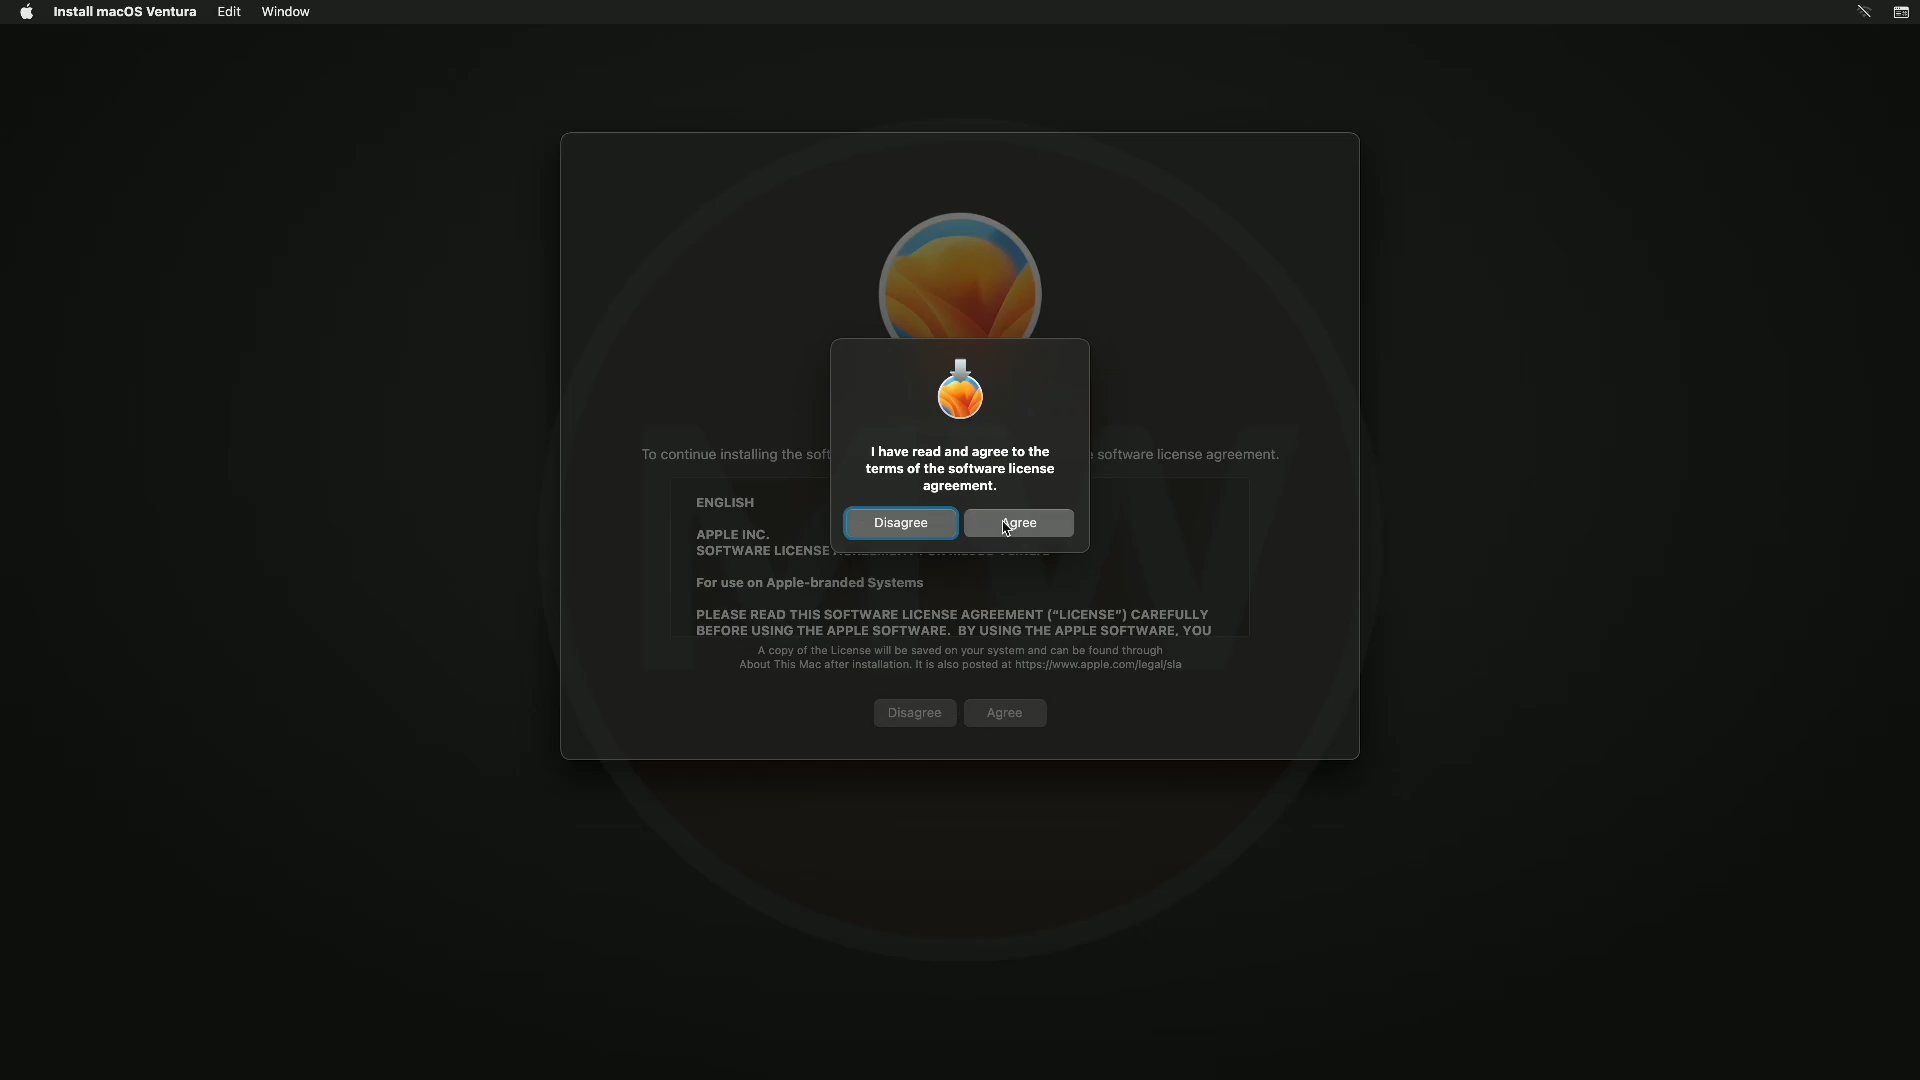 Install macOS Ventura Edit Window
To continue installing the soft
software license agreement.
I have read and agree to the
terms of the software license
agreement.
Disagree Agree
ENGLISH
APPLE INC.
SOFTWARE LICENSE
For use on Apple-branded Systems
PLEASE READ THIS SOFTWARE LICENSE AGREEMENT (“LICENSE”) CAREFULLY
BEFORE USING THE APPLE SOFTWARE. BY USING THE APPLE SOFTWARE, YOU
A copy of the License will be saved on your system and can be found through
About This Mac after installation. It is also posted at https://www.apple.com/legal/sla
Disagree Agree